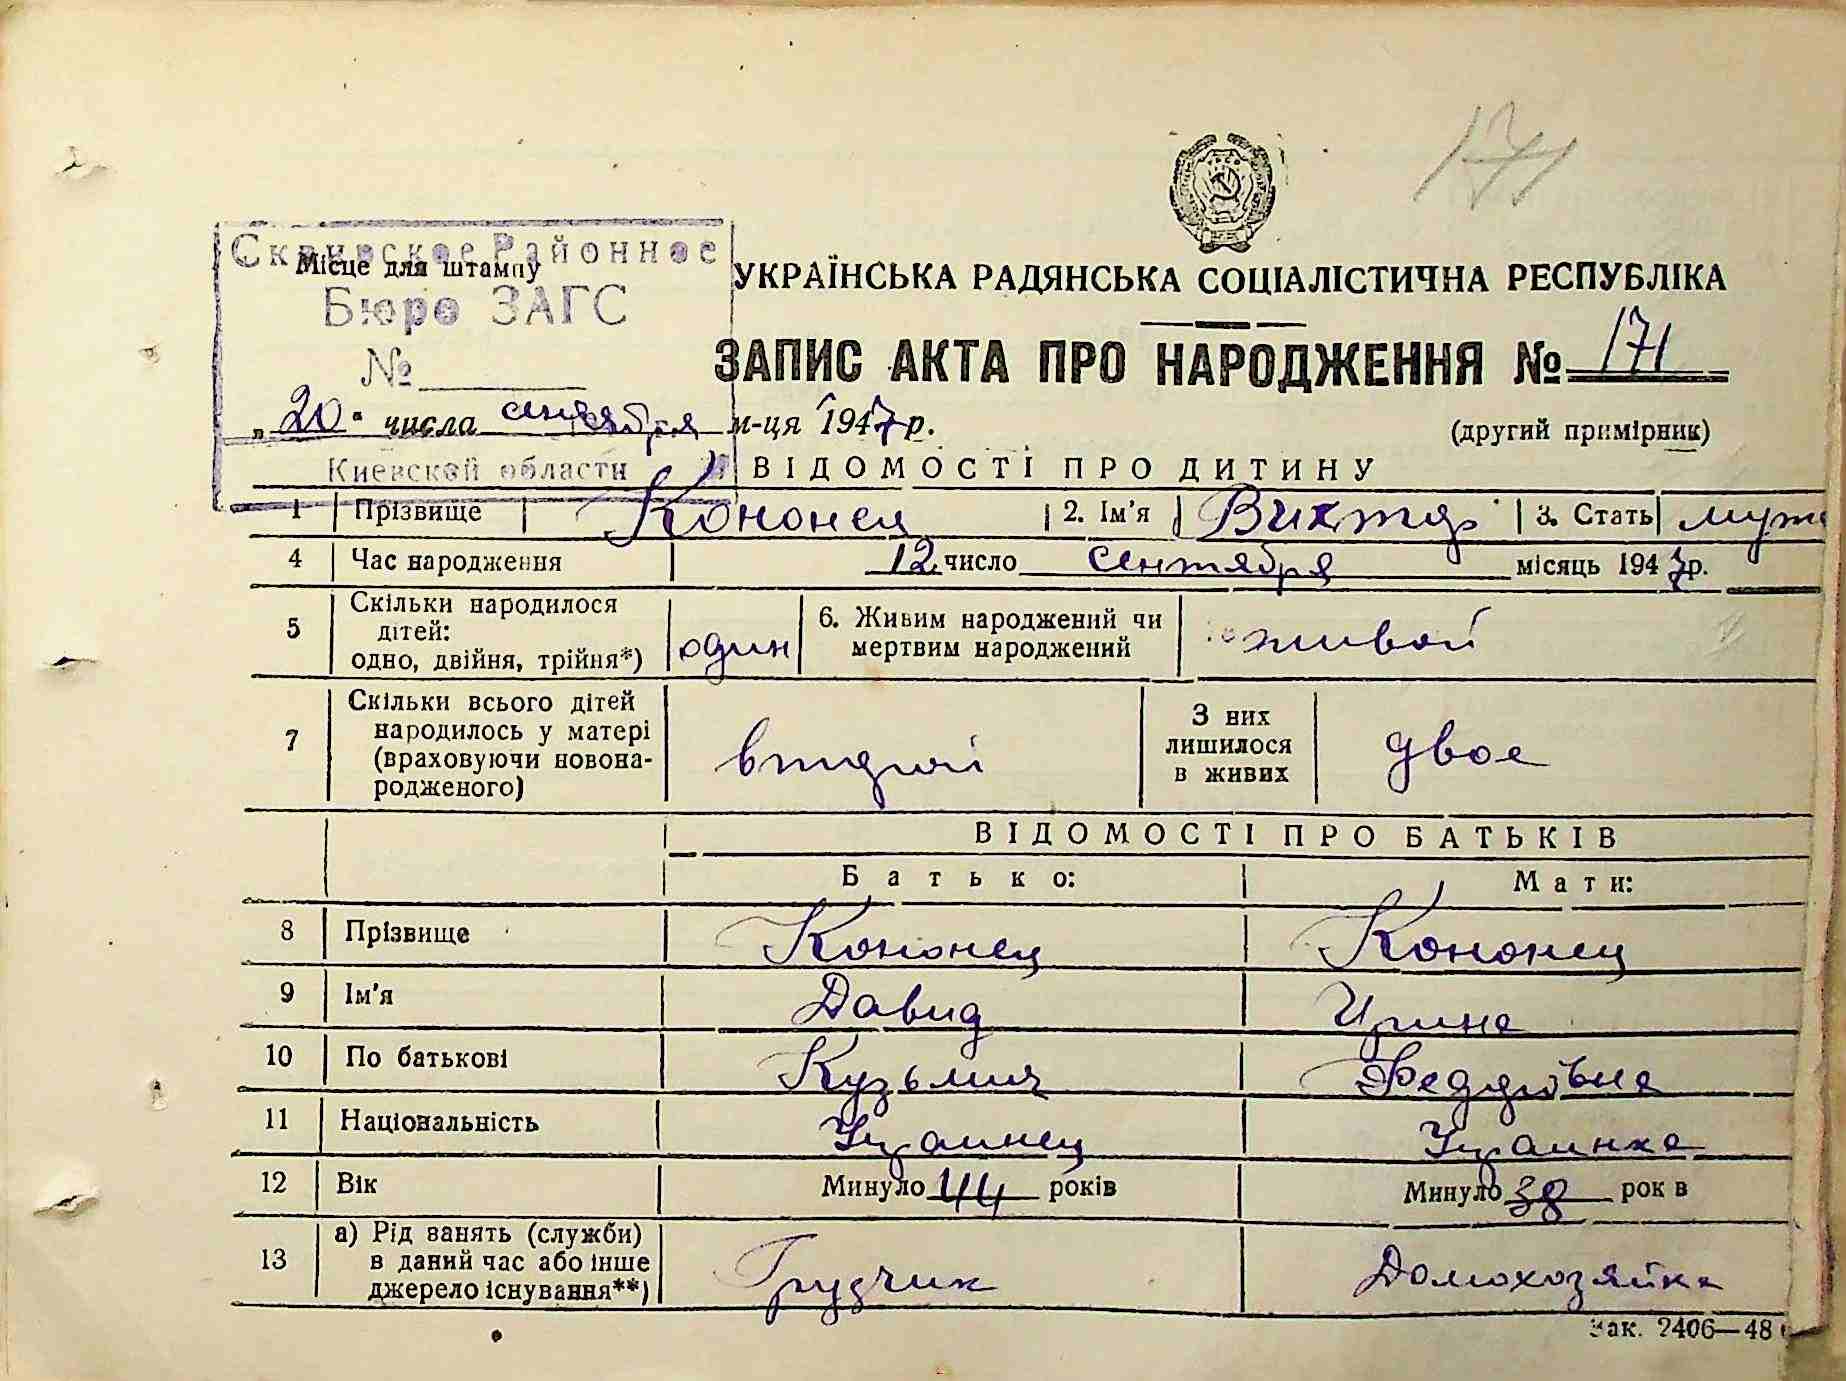 171
Сквирское Районное
Місце для штампу
Бюро ЗАГС
№
УКРАЇНСЬКА РАДЯНСЬКА СОЦІАЛІСТИЧНА РЕСПУБЛІКА
ЗАПИС АКТА ПРО НАРОДЖЕННЯ № 171
„20“ числа сентября м-ця 1947 р.
(другий примірник)
Киевской области
ВІДОМОСТІ ПРО ДИТИНУ
1 Прізвище Кононец 2. Ім'я Виктор 3. Стать муж
4 Час народження 12 число сентября місяць 1947 р.
5 Скільки народилося дітей: одно, двійня, трійня*) один 6. Живим народжений чи мертвим народжений живой
7 Скільки всього дітей народилось у матері (враховуючи новонародженого) второй З них лишилося в живих двое
ВІДОМОСТІ ПРО БАТЬКІВ
Батько: Мати:
8 Прізвище Кононец Кононец
9 Ім'я Давид Ирина
10 По батькові Кузьмич Федоровна
11 Національність Украинец Украинка
12 Вік Минуло 44 років Минуло 38 рок в
13 а) Рід занять (служби) в даний час або інше джерело існування**) Грузчик Домохозяйка
Зак. 2406—48